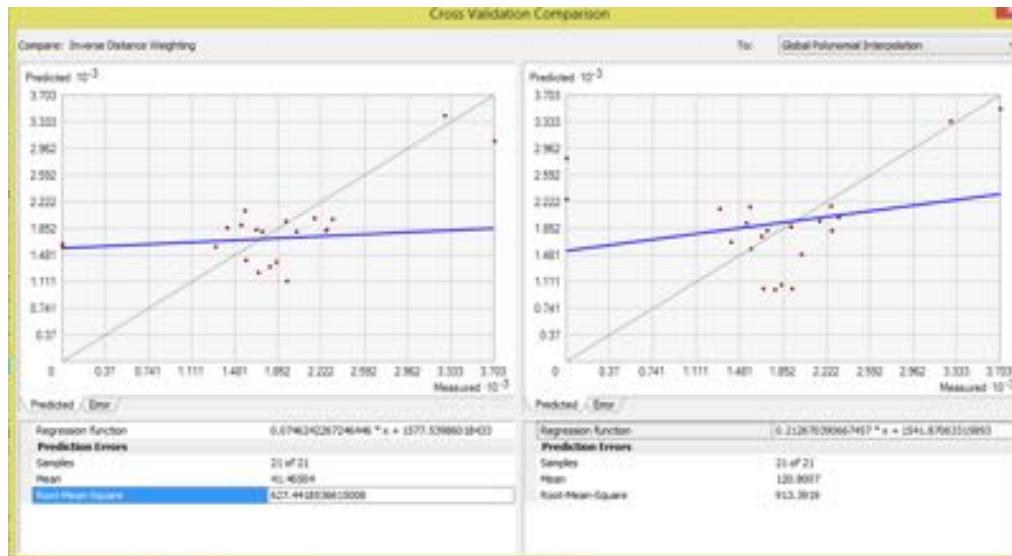 Cross Validation Comparison
Compare: Inverse Distance Weighting
To: Global Polynomial Interpolation
Predicted ·10⁻³
3.703
3.333
2.962
2.592
2.222
1.852
1.481
1.111
0.741
0.37
0 0.37 0.741 1.111 1.481 1.852 2.222 2.592 2.962 3.333 3.703
Measured ·10⁻³
Predicted Error
Regression function
Prediction Errors
Samples 21 of 21
Mean
Root-Mean-Square
Predicted ·10⁻³
3.703
3.333
2.962
2.592
2.222
1.852
1.481
1.111
0.741
0.37
0 0.37 0.741 1.111 1.481 1.852 2.222 2.592 2.962 3.333 3.703
Measured ·10⁻³
Predicted Error
Regression function
Prediction Errors
Samples 21 of 21
Mean
Root-Mean-Square